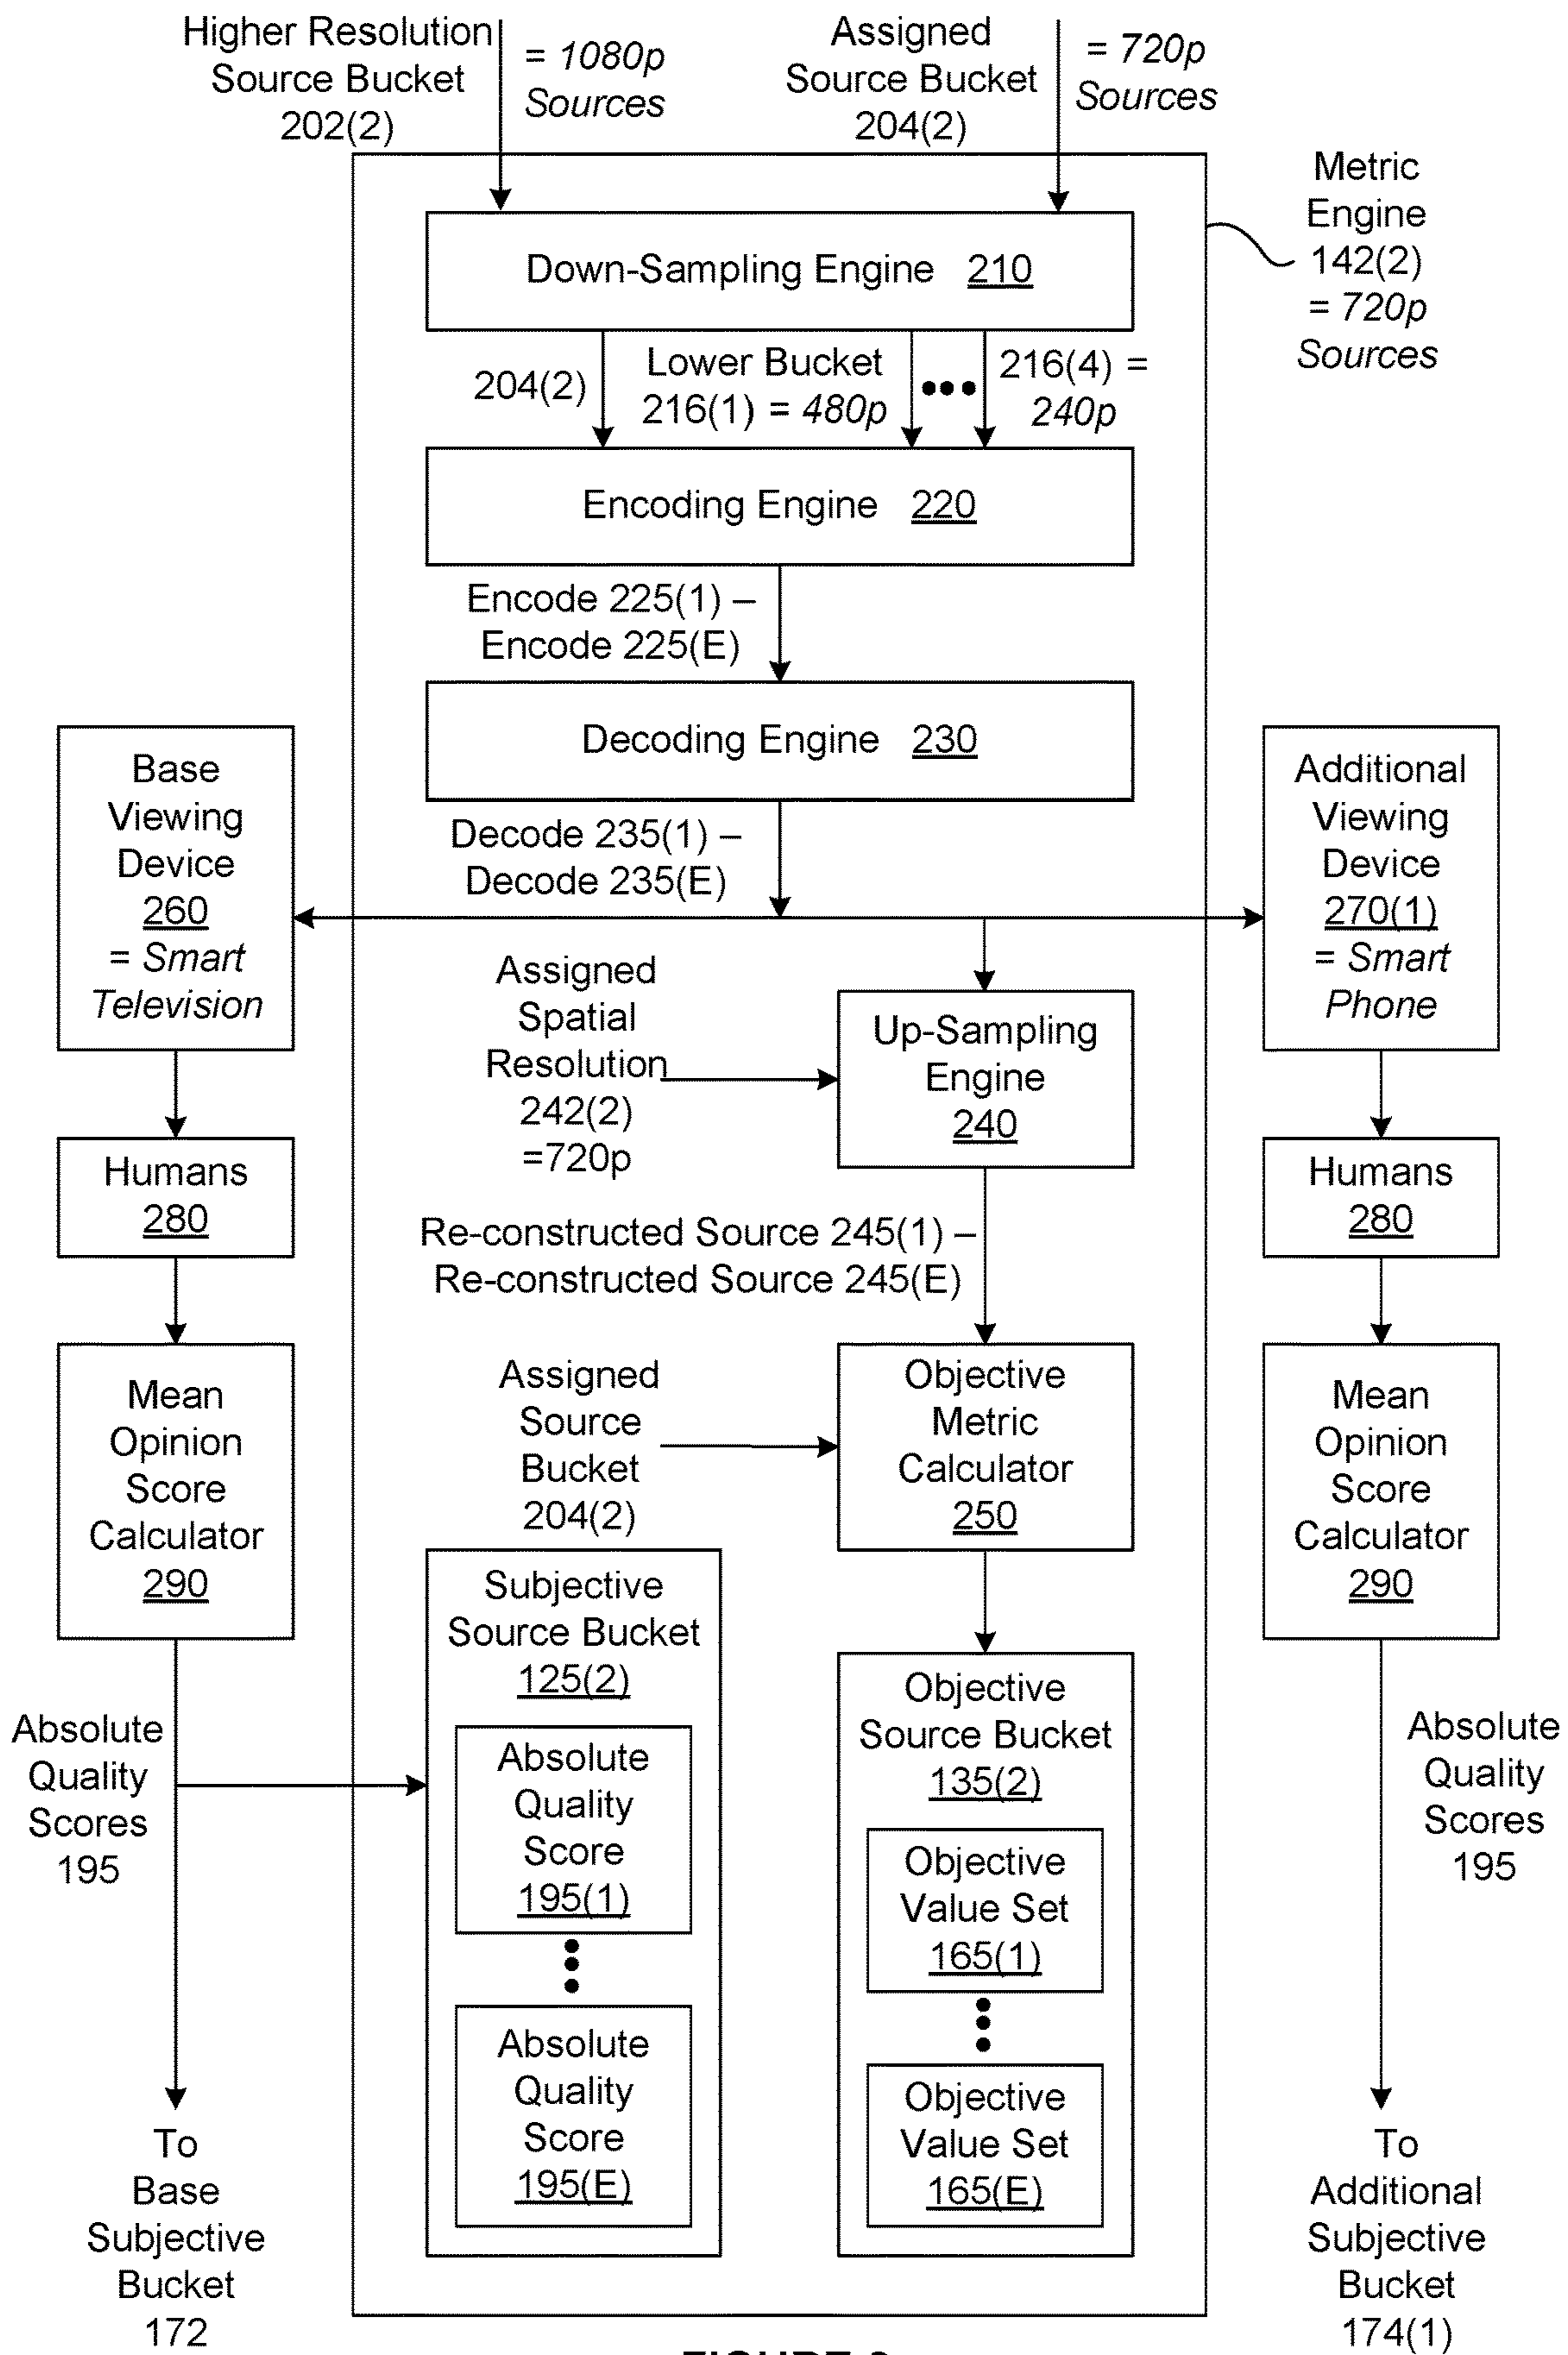 Higher Resolution
Source Bucket
202(2)
= 1080p
Sources
Assigned
Source Bucket
204(2)
= 720p
Sources
Metric
Engine
142(2)
= 720p
Sources
Down-Sampling Engine 210
204(2)
Lower Bucket
216(1) = 480p
216(4) =
240p
Encoding Engine 220
Encode 225(1) –
Encode 225(E)
Decoding Engine 230
Decode 235(1) –
Decode 235(E)
Base
Viewing
Device
260
= Smart
Television
Additional
Viewing
Device
270(1)
= Smart
Phone
Assigned
Spatial
Resolution
242(2)
=720p
Up-Sampling
Engine
240
Humans
280
Humans
280
Re-constructed Source 245(1) –
Re-constructed Source 245(E)
Mean
Opinion
Score
Calculator
290
Assigned
Source
Bucket
204(2)
Objective
Metric
Calculator
250
Mean
Opinion
Score
Calculator
290
Subjective
Source Bucket
125(2)
Absolute
Quality
Score
195(1)
Absolute
Quality
Score
195(E)
Objective
Source Bucket
135(2)
Objective
Value Set
165(1)
Objective
Value Set
165(E)
Absolute
Quality
Scores
195
Absolute
Quality
Scores
195
To
Base
Subjective
Bucket
172
To
Additional
Subjective
Bucket
174(1)